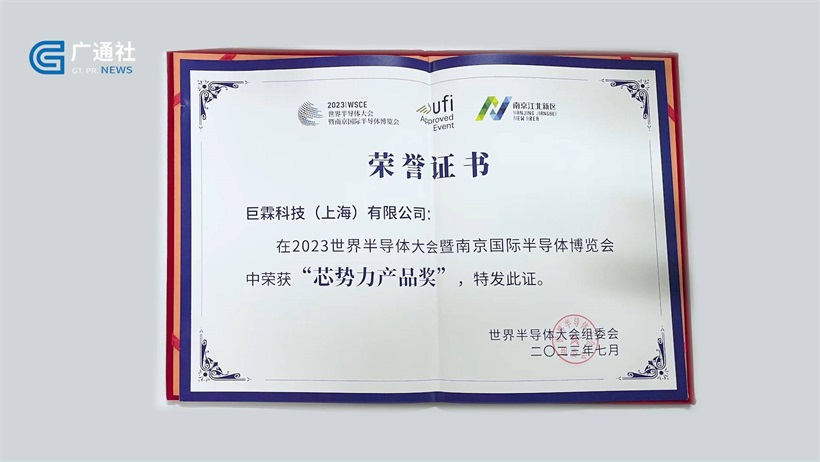 广通社
GT. PR. NEWS
2023|WSCE
世界半导体大会
暨南京国际半导体博览会
ufi
Approved
Event
南京江北新区
NANJING JIANGBEI
NEW AREA
荣誉证书
巨霖科技（上海）有限公司：
在2023世界半导体大会暨南京国际半导体博览会
中荣获“芯势力产品奖”，特发此证。
世界半导体大会组委会
二〇二三年七月